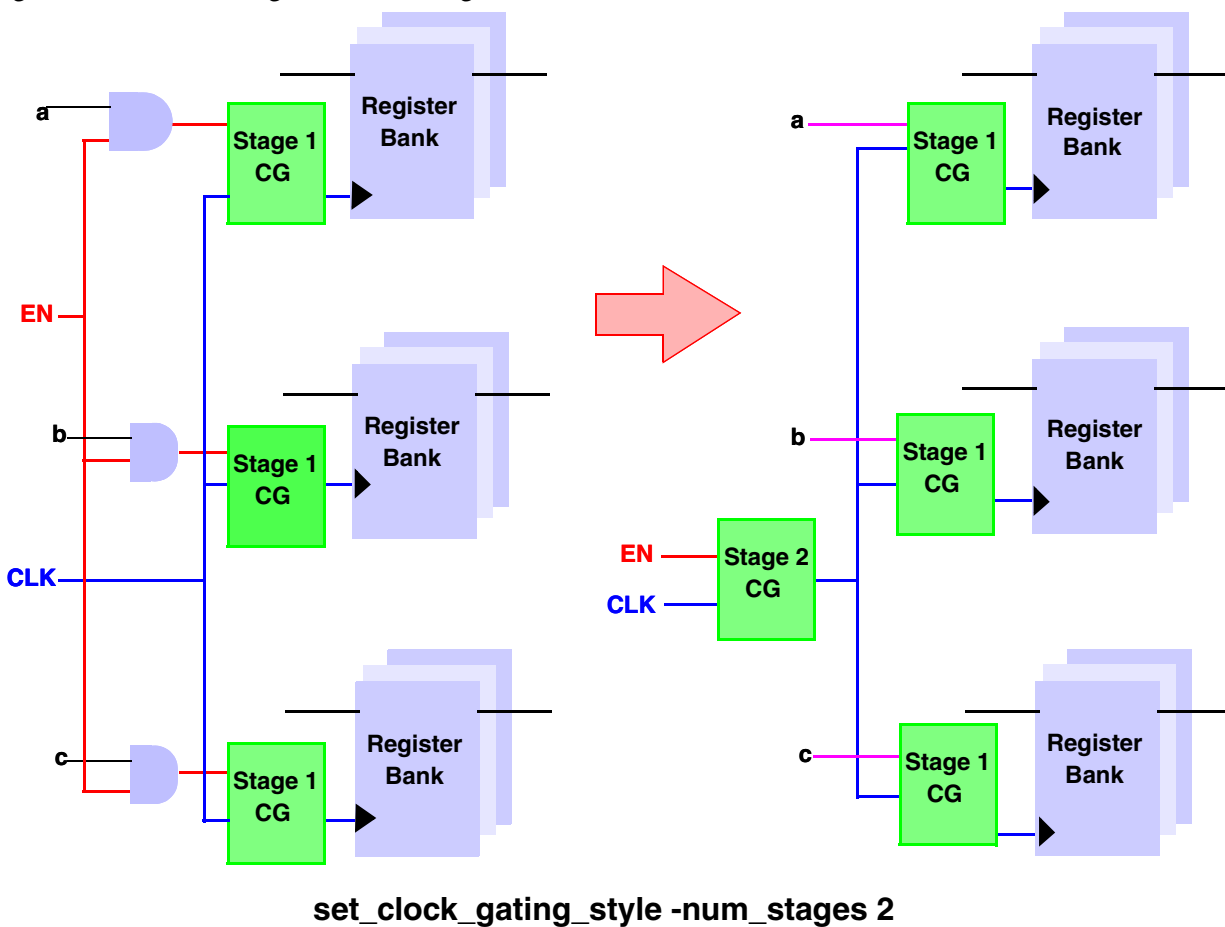 a
Stage 1
CG
Register
Bank
EN
b
Stage 1
CG
Register
Bank
CLK
c
Stage 1
CG
Register
Bank
a
Stage 1
CG
Register
Bank
b
Stage 1
CG
Register
Bank
EN
CLK
Stage 2
CG
c
Stage 1
CG
Register
Bank
set_clock_gating_style -num_stages 2